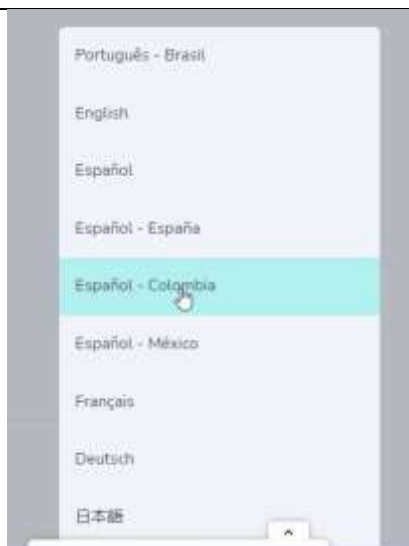 Português - Brasil
English
Español
Español - España
Español - Colombia
Español - México
Français
Deutsch
日本語